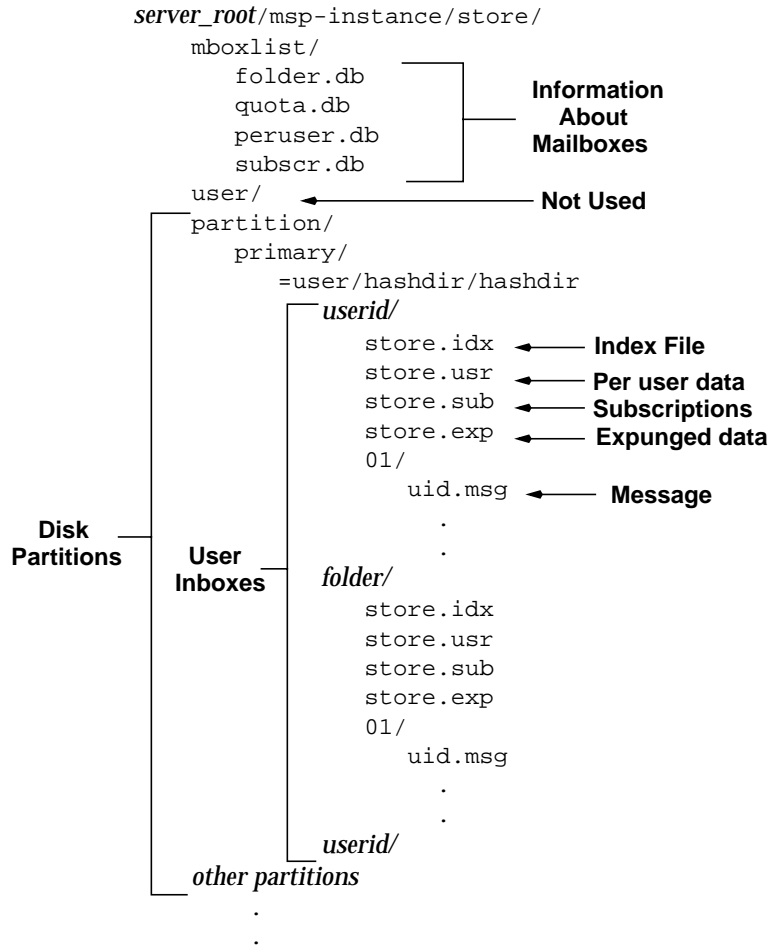 server_root/msp-instance/store/
mboxlist/
folder.db
quota.db
peruser.db
subscr.db
Information
About
Mailboxes
user/
Not Used
partition/
primary/
=user/hashdir/hashdir
userid/
store.idx
Index File
store.usr
Per user data
store.sub
Subscriptions
store.exp
Expunged data
01/
uid.msg
Message
.
.
Disk
Partitions
User
Inboxes
folder/
store.idx
store.usr
store.sub
store.exp
01/
uid.msg
.
.
userid/
other partitions
.
.